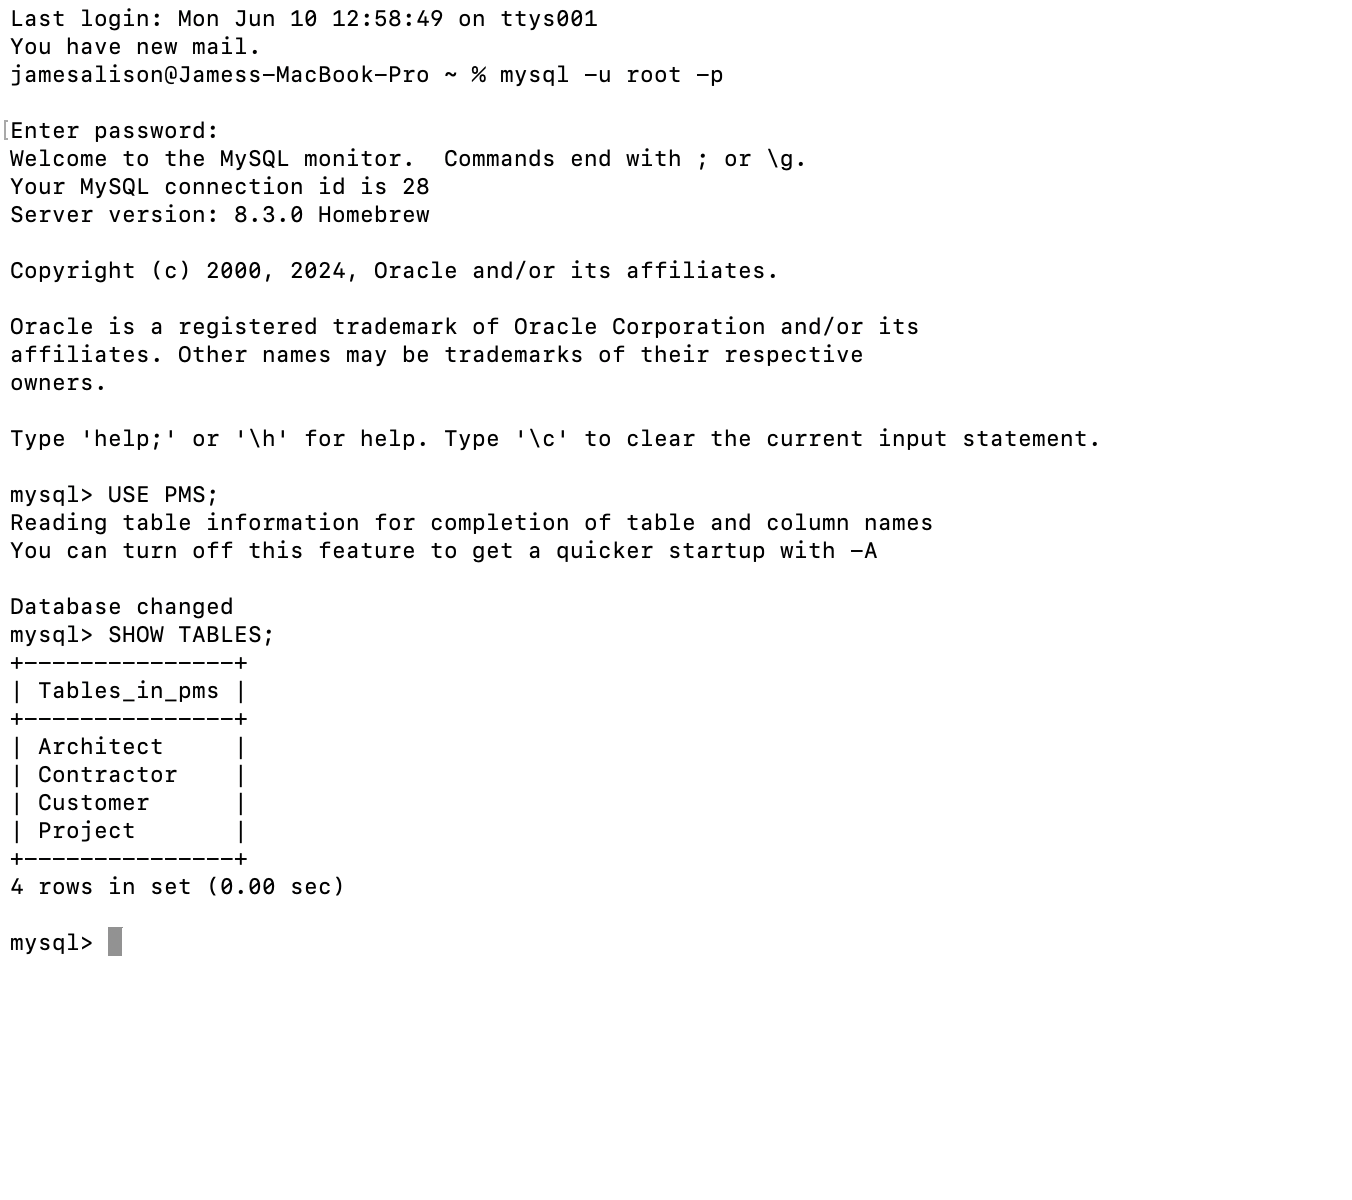 Last login: Mon Jun 10 12:58:49 on ttys001
You have new mail.
jamesalison@Jamess-MacBook-Pro ~ % mysql -u root -p
[Enter password:
Welcome to the MySQL monitor.  Commands end with ; or \g.
Your MySQL connection id is 28
Server version: 8.3.0 Homebrew
Copyright (c) 2000, 2024, Oracle and/or its affiliates.
Oracle is a registered trademark of Oracle Corporation and/or its
affiliates. Other names may be trademarks of their respective
owners.
Type 'help;' or '\h' for help. Type '\c' to clear the current input statement.
mysql> USE PMS;
Reading table information for completion of table and column names
You can turn off this feature to get a quicker startup with -A
Database changed
mysql> SHOW TABLES;
+---------------+
| Tables_in_pms |
+---------------+
| Architect     |
| Contractor    |
| Customer      |
| Project       |
+---------------+
4 rows in set (0.00 sec)
mysql>